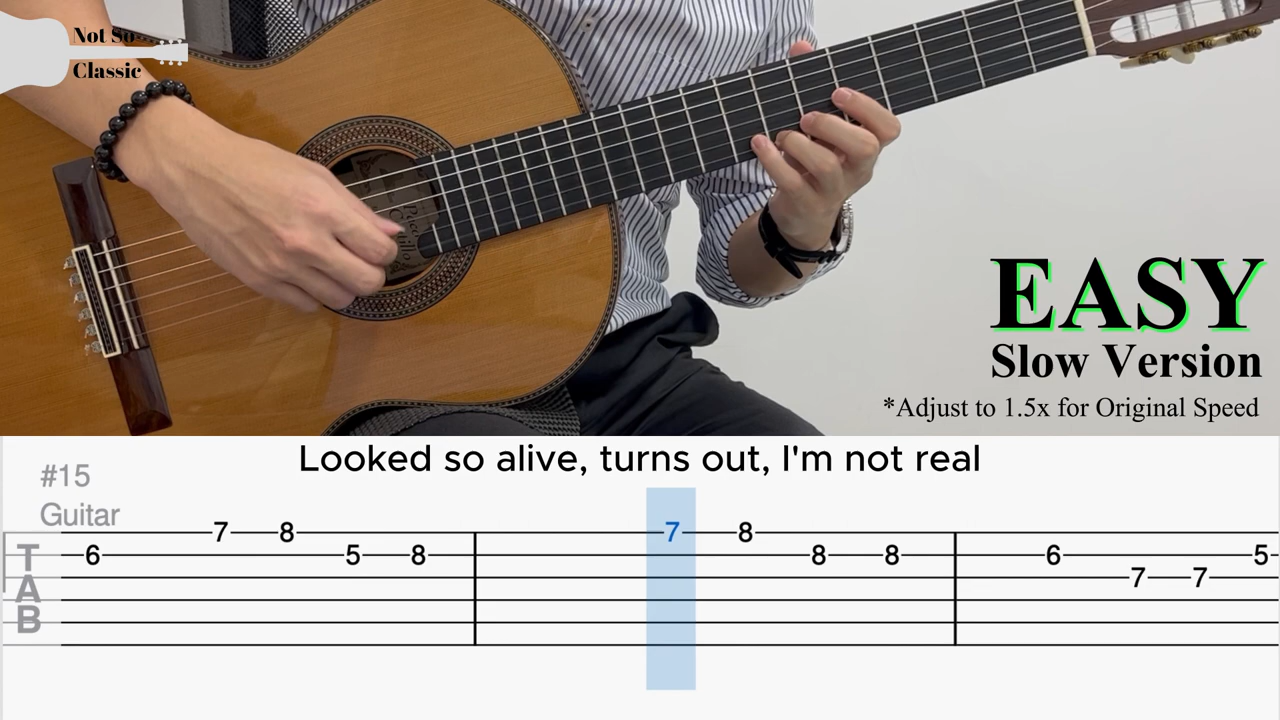 Not So
Classic
EASY
Slow Version
*Adjust to 1.5x for Original Speed
Looked so alive, turns out, I'm not real
#15
Guitar
7 8 7 8
T 6 5 8 8 8 6 5
A 7 7
B